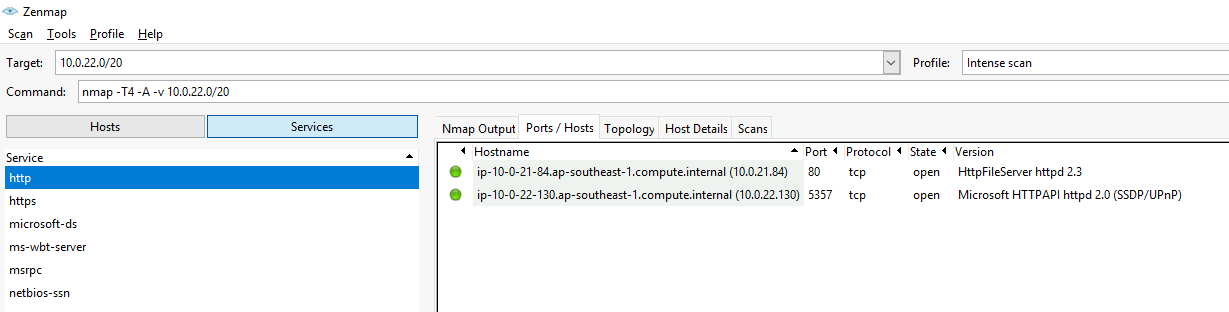 Zenmap
Scan Tools Profile Help
Target: 10.0.22.0/20 Profile: Intense scan
Command: nmap -T4 -A -v 10.0.22.0/20
Hosts Services
Nmap Output Ports / Hosts Topology Host Details Scans
Service
http
https
microsoft-ds
ms-wbt-server
msrpc
netbios-ssn
Hostname Port Protocol State Version
ip-10-0-21-84.ap-southeast-1.compute.internal (10.0.21.84) 80 tcp open HttpFileServer httpd 2.3
ip-10-0-22-130.ap-southeast-1.compute.internal (10.0.22.130) 5357 tcp open Microsoft HTTPAPI httpd 2.0 (SSDP/UPnP)